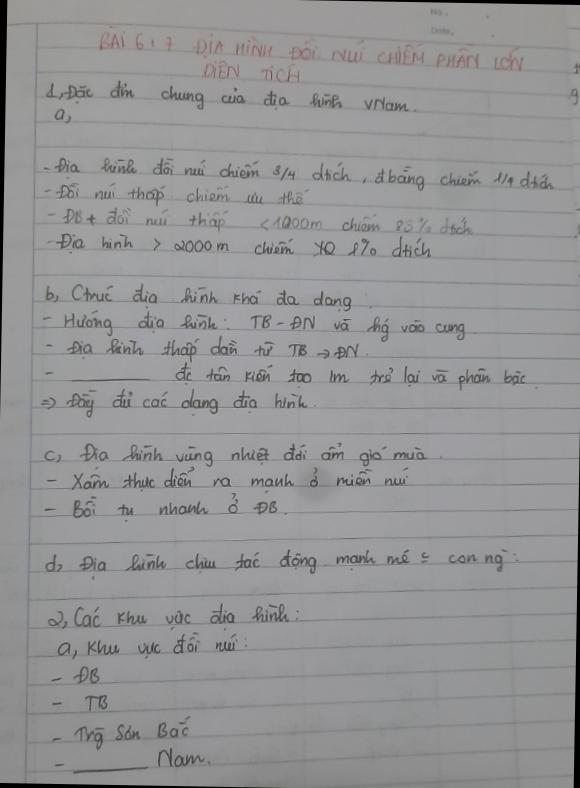 No.
Date.
BÀI 6+7 ĐỊA HÌNH ĐỒI NÚI CHIẾM PHẦN LỚN
DIỆN TÍCH
1, Đặc đm chung của địa hình VNam.
a,
- Địa hình đồi núi chiếm 3/4 dtích, đbằng chiếm 1/4 dtích
- Đồi núi thấp chiếm ưu thế
- ĐB + đồi núi thấp <1000m chiếm 85% dtích
- Địa hình > 2000m chiếm 1% dtích
b, Ctrúc địa hình khá đa dạng
- Hướng địa hình: TB-ĐN và hg vòng cung.
- Địa hình thấp dần từ TB → ĐN.
- ______ đc tân kiến tạo lm trẻ lại và phân bậc.
=> Đầy đủ các dạng địa hình.
c, Địa hình vùng nhiệt đới ẩm gió mùa.
- Xâm thực diễn ra mạnh ở miền núi
- Bồi tụ nhanh ở ĐB.
d, Địa hình chịu tác động mạnh mẽ = con ng:
2, Các khu vực địa hình:
a, Khu vực đồi núi:
- ĐB
- TB
- Trg Sơn Bắc
- ______ Nam.